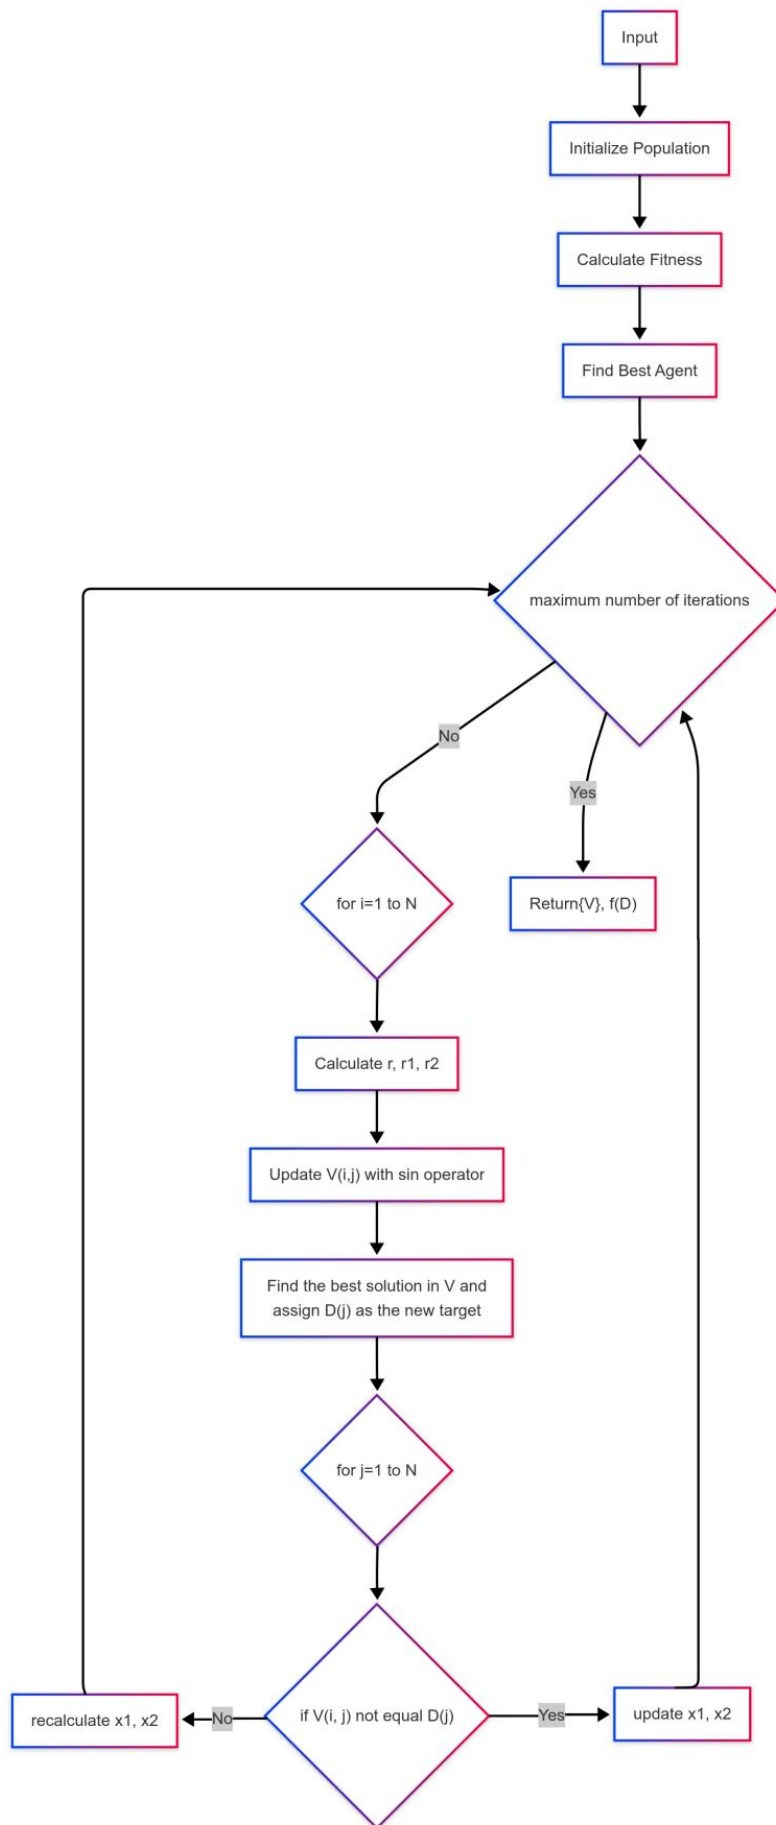 Input
Initialize Population
Calculate Fitness
Find Best Agent
maximum number of iterations
No
Yes
for i=1 to N
Return{V}, f(D)
Calculate r, r1, r2
Update V(i,j) with sin operator
Find the best solution in V and
assign D(j) as the new target
for j=1 to N
recalculate x1, x2
No
if V(i, j) not equal D(j)
Yes
update x1, x2